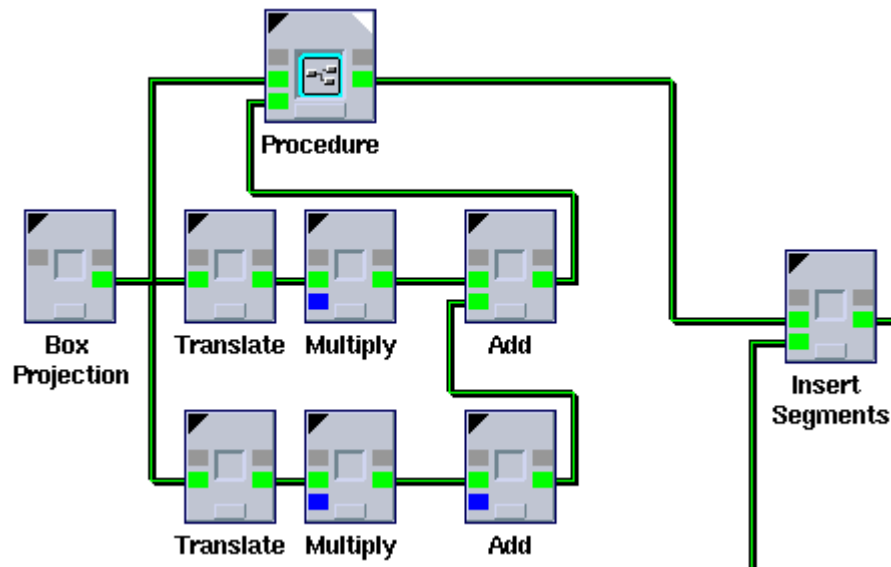 Procedure
Box
Projection
Translate
Multiply
Add
Insert
Segments
Translate
Multiply
Add